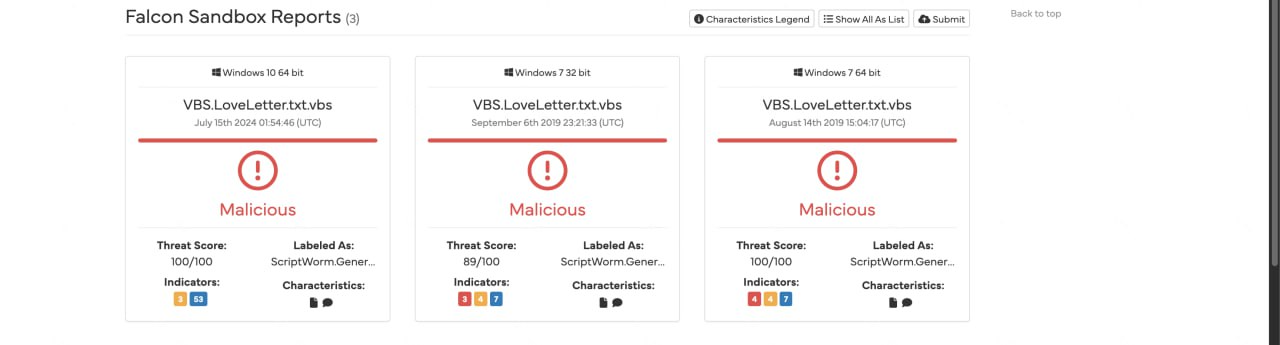 Falcon Sandbox Reports (3)
Characteristics Legend
Show All As List
Submit
Back to top
Windows 10 64 bit
VBS.LoveLetter.txt.vbs
July 15th 2024 01:54:46 (UTC)
Malicious
Threat Score:
100/100
Labeled As:
ScriptWorm.Gener...
Indicators:
3 53
Characteristics:
Windows 7 32 bit
VBS.LoveLetter.txt.vbs
September 6th 2019 23:21:33 (UTC)
Malicious
Threat Score:
89/100
Labeled As:
ScriptWorm.Gener...
Indicators:
3 4 7
Characteristics:
Windows 7 64 bit
VBS.LoveLetter.txt.vbs
August 14th 2019 15:04:17 (UTC)
Malicious
Threat Score:
100/100
Labeled As:
ScriptWorm.Gener...
Indicators:
4 4 7
Characteristics: